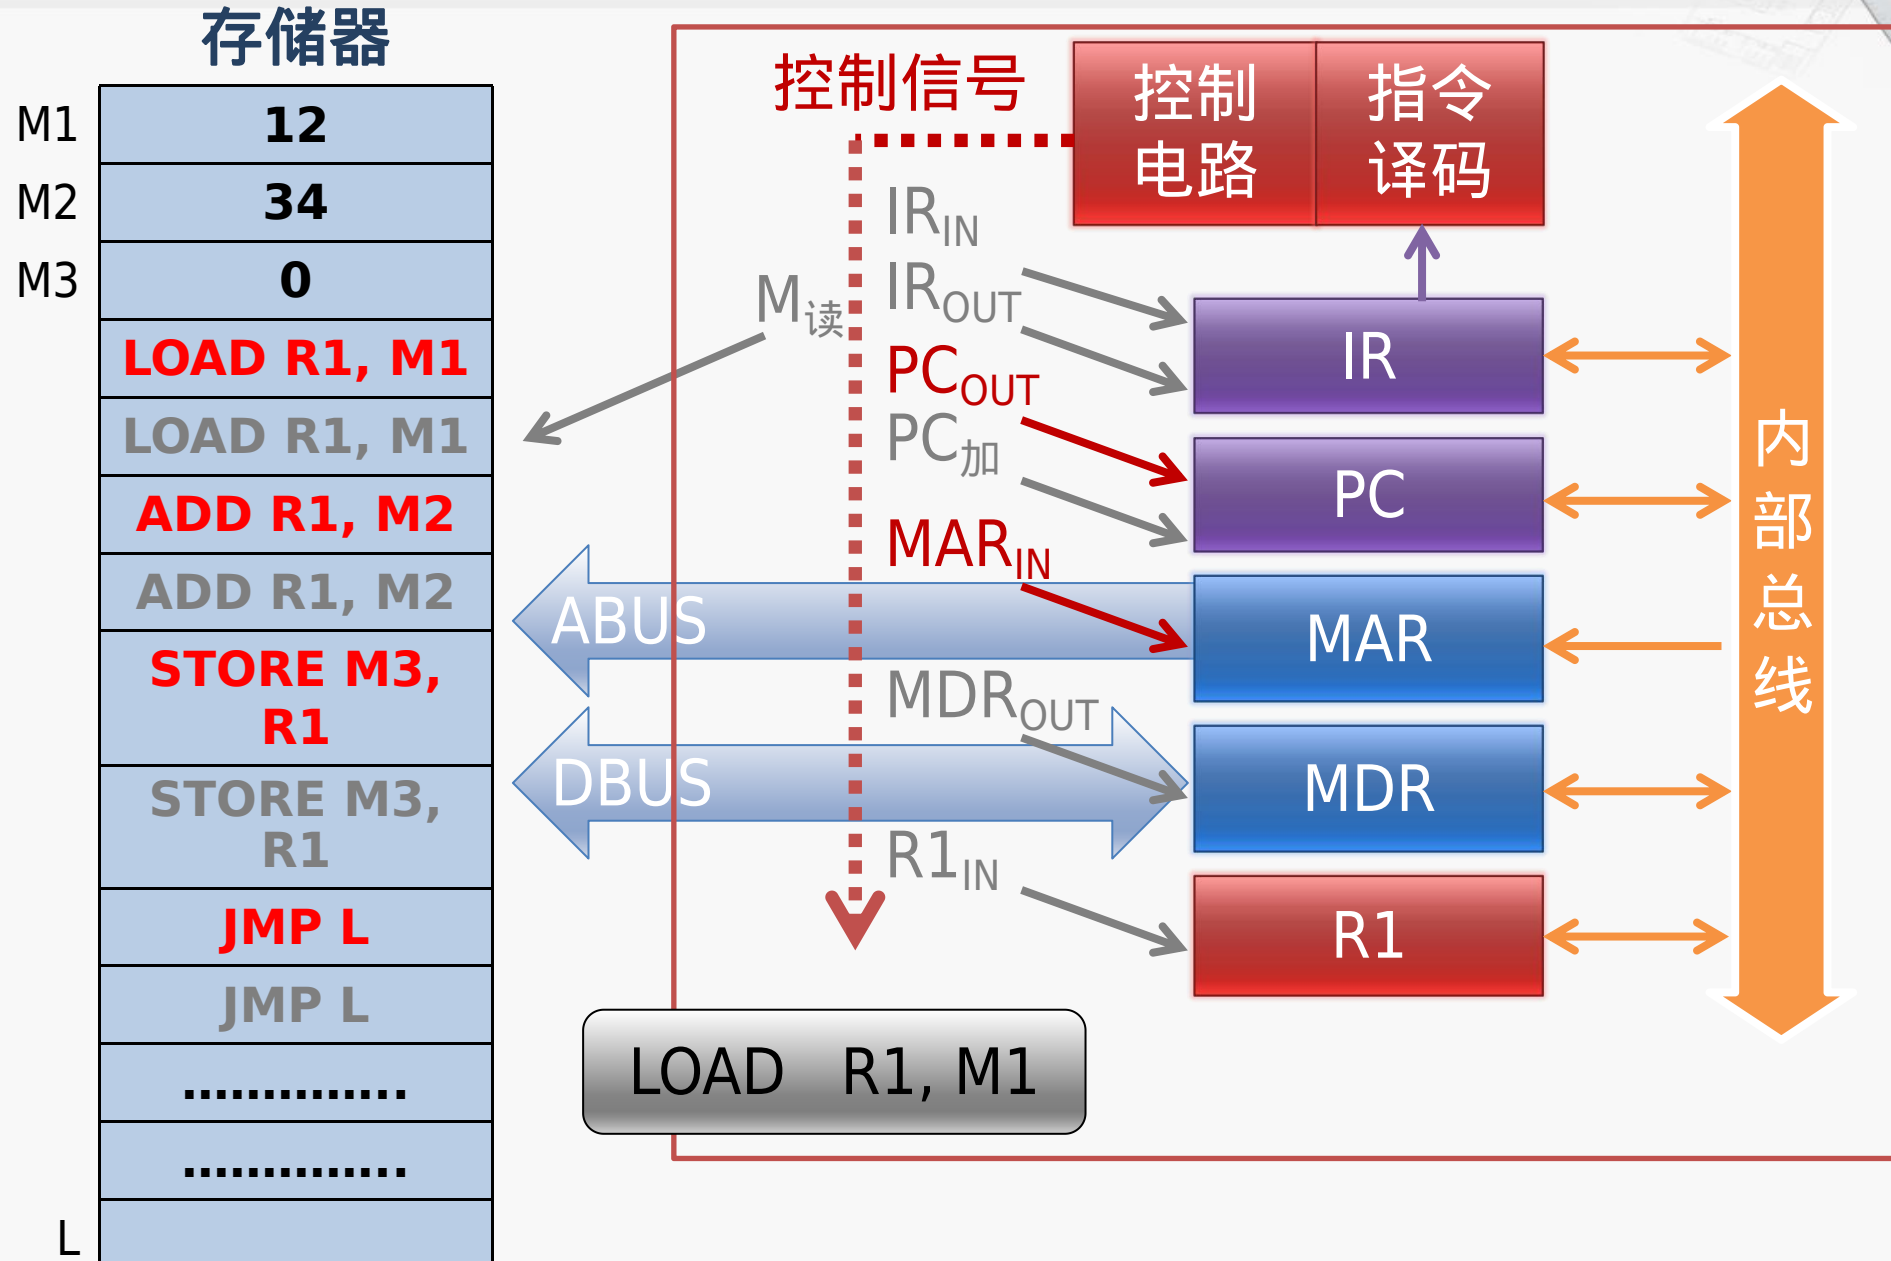 存储器
M1
12
M2
34
M3
0
LOAD R1, M1
LOAD R1, M1
ADD R1, M2
ADD R1, M2
STORE M3,
R1
STORE M3,
R1
JMP L
JMP L
..............
..............
L
控制信号
控制
电路
指令
译码
IRIN
IROUT
M读
PCOUT
PC加
MARIN
ABUS
MDROUT
DBUS
R1IN
IR
PC
MAR
MDR
R1
内
部
总
线
LOAD R1, M1